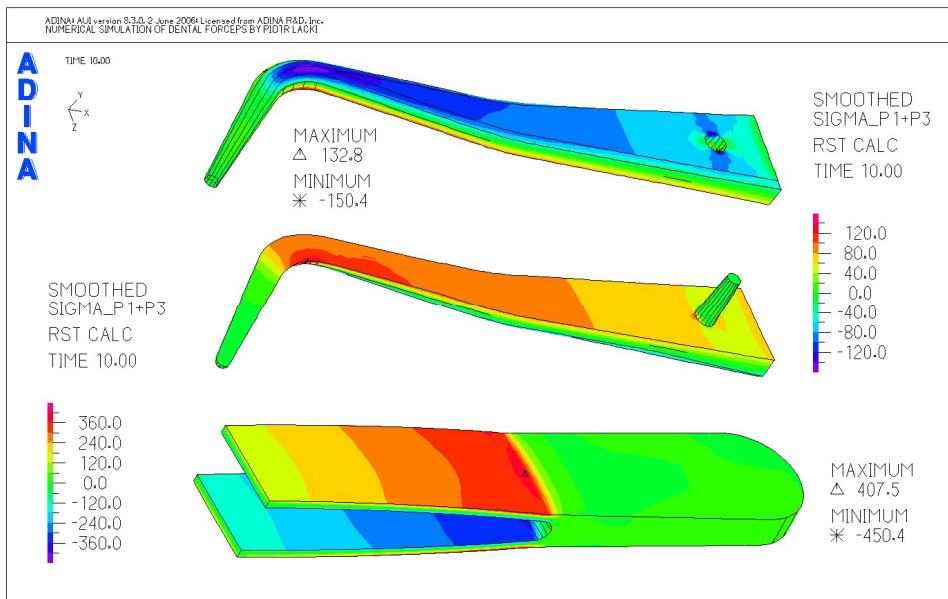 ADINA: AUI version 8.3.0, 2 June 2006: Licensed from ADINA R&D, Inc.
NUMERICAL SIMULATION OF DENTAL FORCEPS BY PIOTR LACKI
ADINA
TIME 10.00
Y
X
Z
MAXIMUM
△ 132.8
MINIMUM
✳ -150.4
SMOOTHED
SIGMA_P1+P3
RST CALC
TIME 10.00
120.0
80.0
40.0
0.0
-40.0
-80.0
-120.0
SMOOTHED
SIGMA_P1+P3
RST CALC
TIME 10.00
360.0
240.0
120.0
0.0
-120.0
-240.0
-360.0
MAXIMUM
△ 407.5
MINIMUM
✳ -450.4